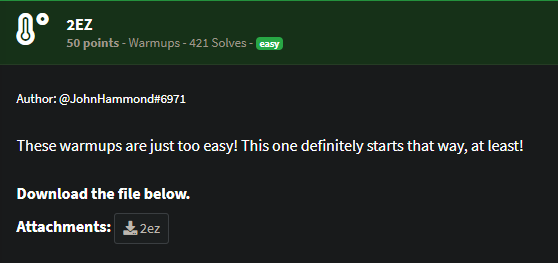 2EZ
50 points - Warmups - 421 Solves - easy
Author: @JohnHammond#6971
These warmups are just too easy! This one definitely starts that way, at least!
Download the file below.
Attachments: 2ez